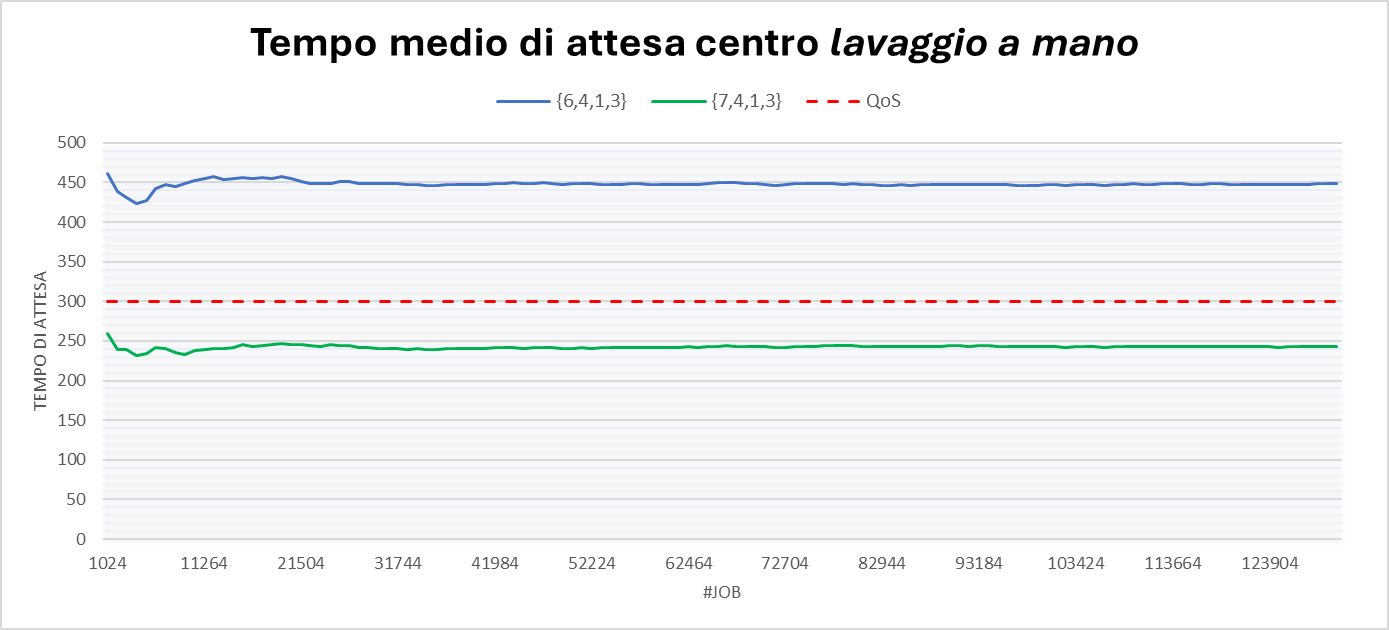 Tempo medio di attesa centro lavaggio a mano
{6,4,1,3} {7,4,1,3} QoS
500
450
400
350
300
250
200
150
100
50
0
TEMPO DI ATTESA
1024 11264 21504 31744 41984 52224 62464 72704 82944 93184 103424 113664 123904
#JOB